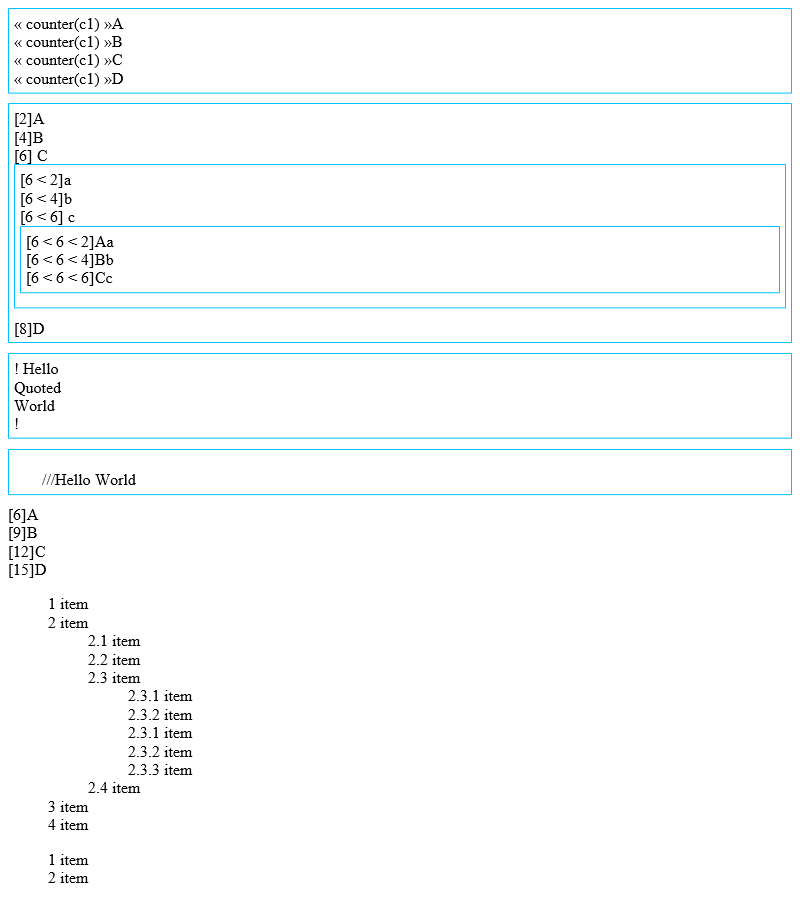 « counter(c1) »A
« counter(c1) »B
« counter(c1) »C
« counter(c1) »D
[2]A
[4]B
[6] C
[6 < 2]a
[6 < 4]b
[6 < 6] c
[6 < 6 < 2]Aa
[6 < 6 < 4]Bb
[6 < 6 < 6]Cc
[8]D
! Hello
Quoted
World
!
///Hello World
[6]A
[9]B
[12]C
[15]D
1 item
2 item
2.1 item
2.2 item
2.3 item
2.3.1 item
2.3.2 item
2.3.1 item
2.3.2 item
2.3.3 item
2.4 item
3 item
4 item
1 item
2 item